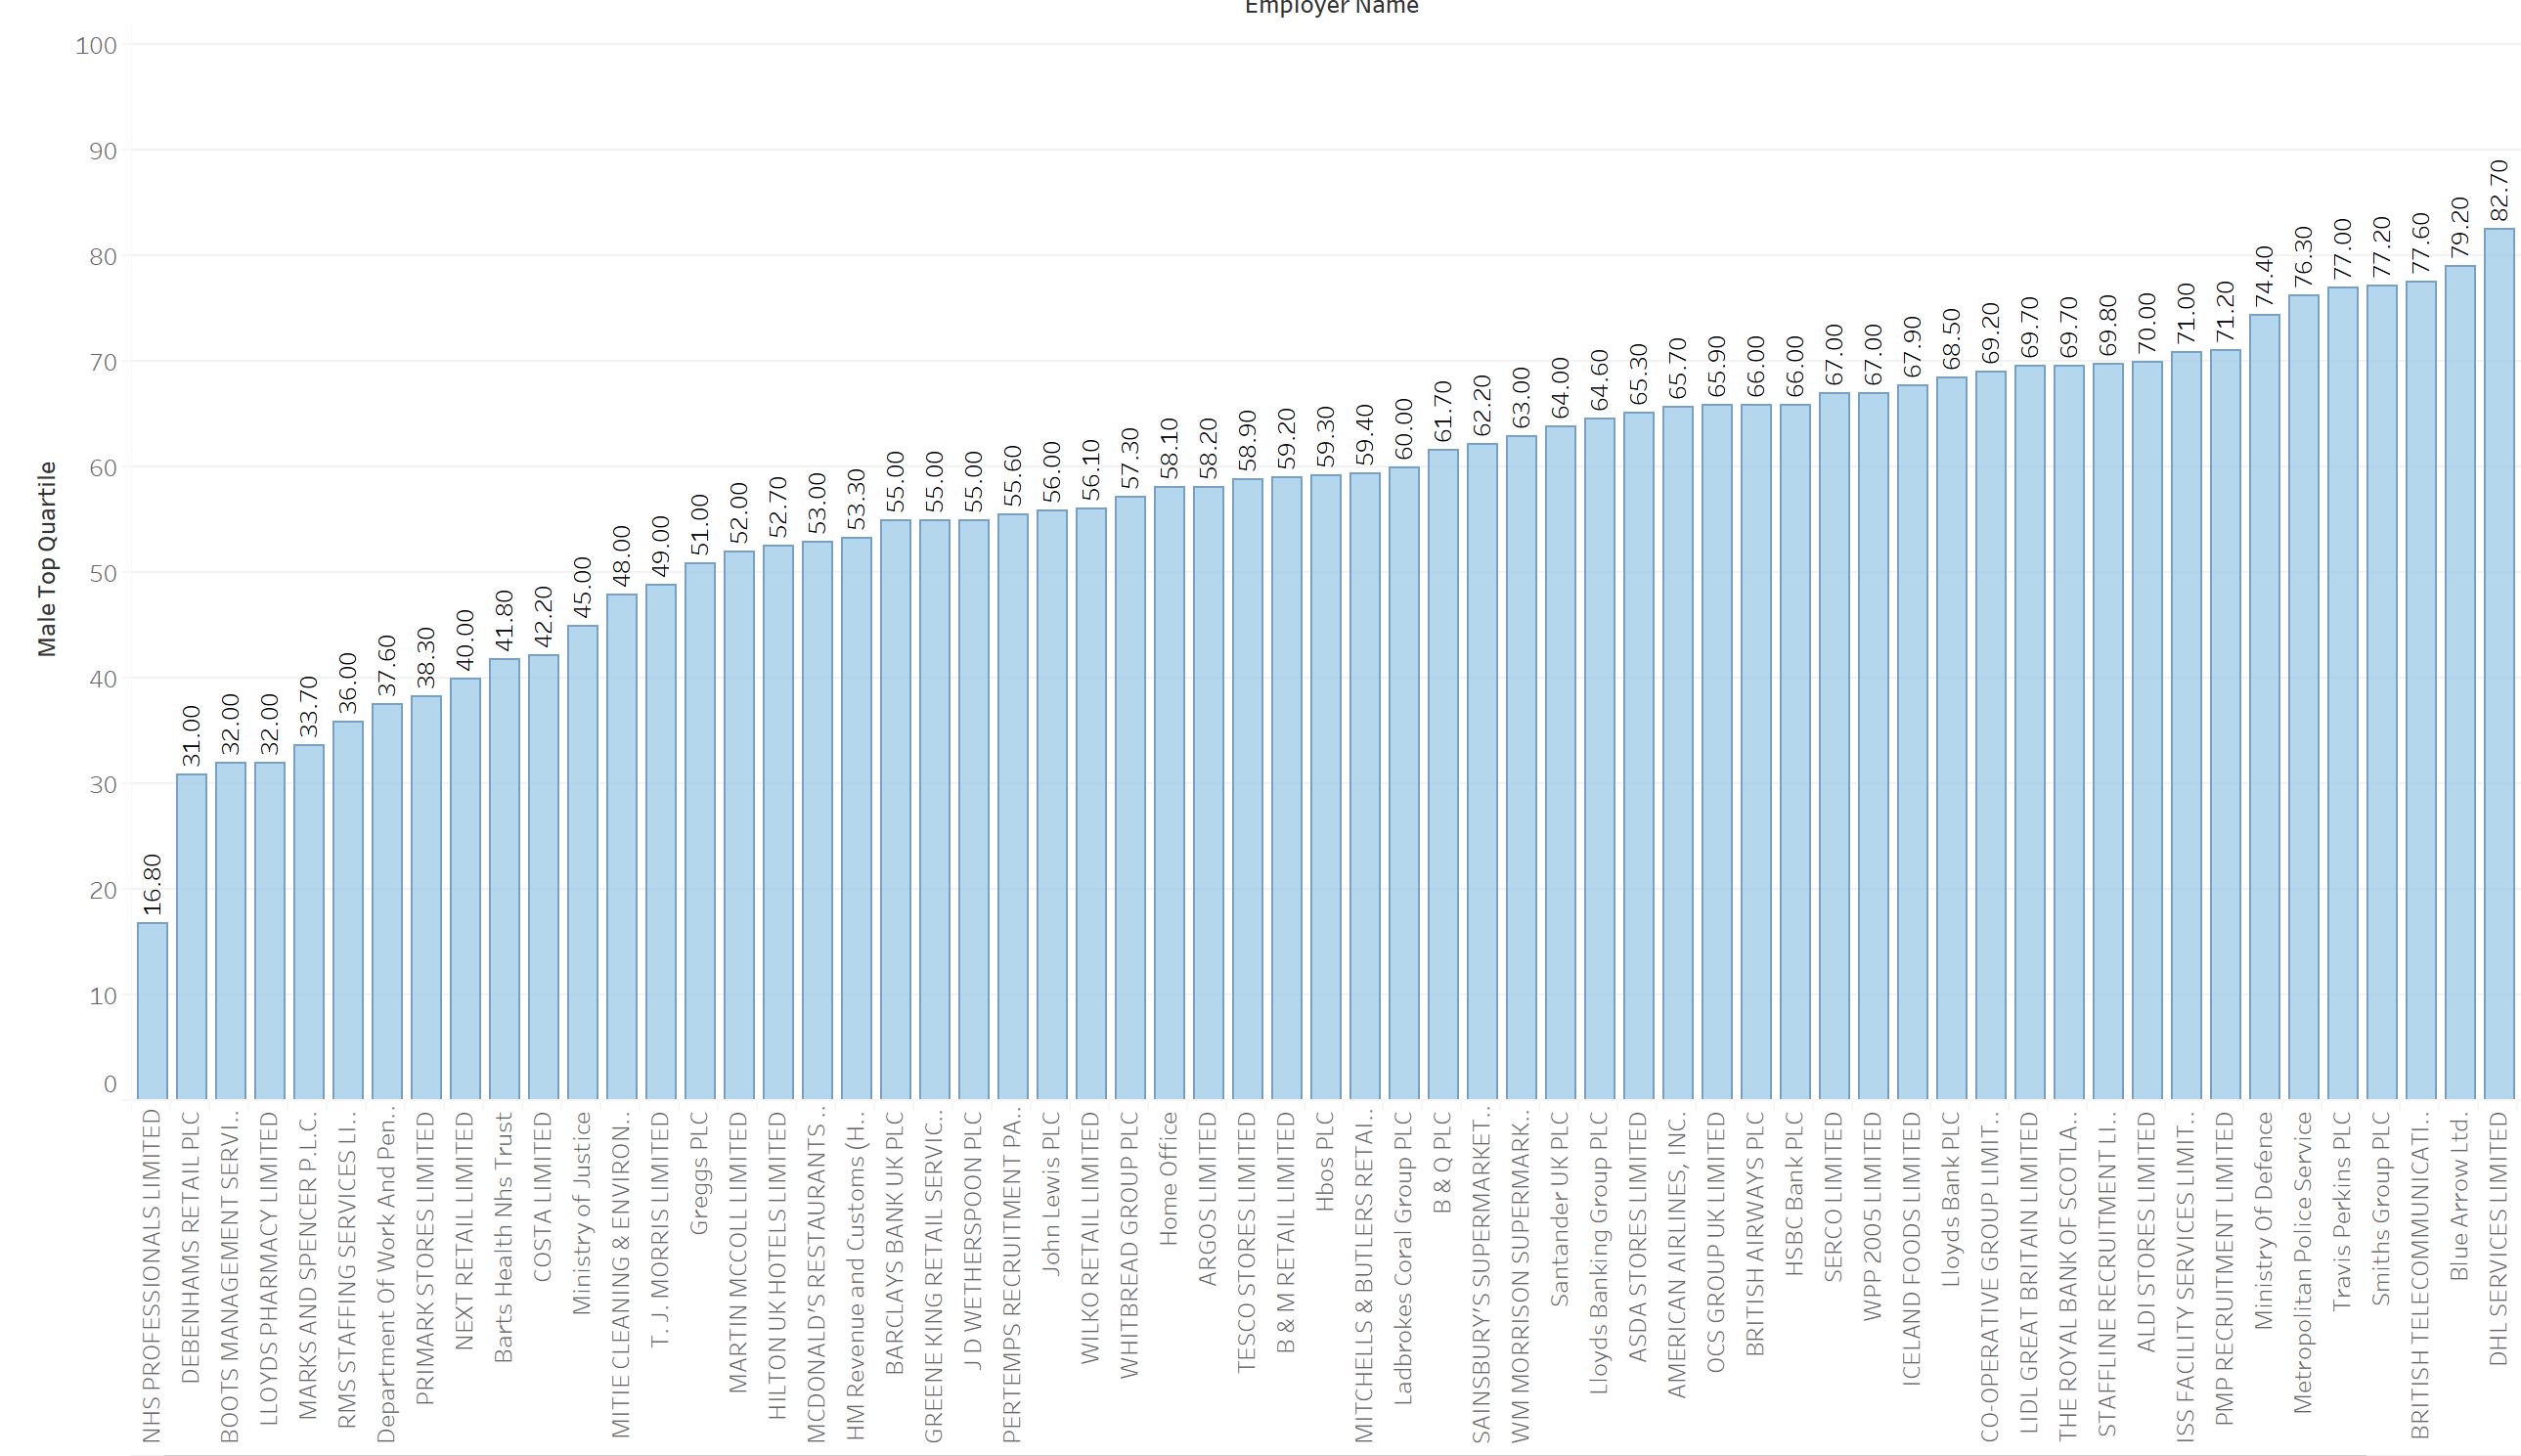 Employer Name
Male Top Quartile
100
90
80
70
60
50
40
30
20
10
0
16.80
31.00
32.00
32.00
33.70
36.00
37.60
38.30
40.00
41.80
42.20
45.00
48.00
49.00
51.00
52.00
52.70
53.00
53.30
55.00
55.00
55.00
55.60
56.00
56.10
57.30
58.10
58.20
58.90
59.20
59.30
59.40
60.00
61.70
62.20
63.00
64.00
64.60
65.30
65.70
65.90
66.00
66.00
67.00
67.00
67.90
68.50
69.20
69.70
69.70
69.80
70.00
71.00
71.20
74.40
76.30
77.00
77.20
77.60
79.20
82.70
NHS PROFESSIONALS LIMITED
DEBENHAMS RETAIL PLC
BOOTS MANAGEMENT SERVI..
LLOYDS PHARMACY LIMITED
MARKS AND SPENCER P.L.C.
RMS STAFFING SERVICES LI..
Department Of Work And Pen..
PRIMARK STORES LIMITED
NEXT RETAIL LIMITED
Barts Health Nhs Trust
COSTA LIMITED
Ministry of Justice
MITIE CLEANING & ENVIRON..
T. J. MORRIS LIMITED
Greggs PLC
MARTIN MCCOLL LIMITED
HILTON UK HOTELS LIMITED
MCDONALD'S RESTAURANTS ..
HM Revenue and Customs (H..
BARCLAYS BANK UK PLC
GREENE KING RETAIL SERVIC..
J D WETHERSPOON PLC
PERTEMPS RECRUITMENT PA..
John Lewis PLC
WILKO RETAIL LIMITED
WHITBREAD GROUP PLC
Home Office
ARGOS LIMITED
TESCO STORES LIMITED
B & M RETAIL LIMITED
Hbos PLC
MITCHELLS & BUTLERS RETAI..
Ladbrokes Coral Group PLC
B & Q PLC
SAINSBURY'S SUPERMARKET..
WM MORRISON SUPERMARK..
Santander UK PLC
Lloyds Banking Group PLC
ASDA STORES LIMITED
AMERICAN AIRLINES, INC.
OCS GROUP UK LIMITED
BRITISH AIRWAYS PLC
HSBC Bank PLC
SERCO LIMITED
WPP 2005 LIMITED
ICELAND FOODS LIMITED
Lloyds Bank PLC
CO-OPERATIVE GROUP LIMIT..
LIDL GREAT BRITAIN LIMITED
THE ROYAL BANK OF SCOTLA..
STAFFLINE RECRUITMENT LI..
ALDI STORES LIMITED
ISS FACILITY SERVICES LIMIT..
PMP RECRUITMENT LIMITED
Ministry Of Defence
Metropolitan Police Service
Travis Perkins PLC
Smiths Group PLC
BRITISH TELECOMMUNICATI..
Blue Arrow Ltd.
DHL SERVICES LIMITED